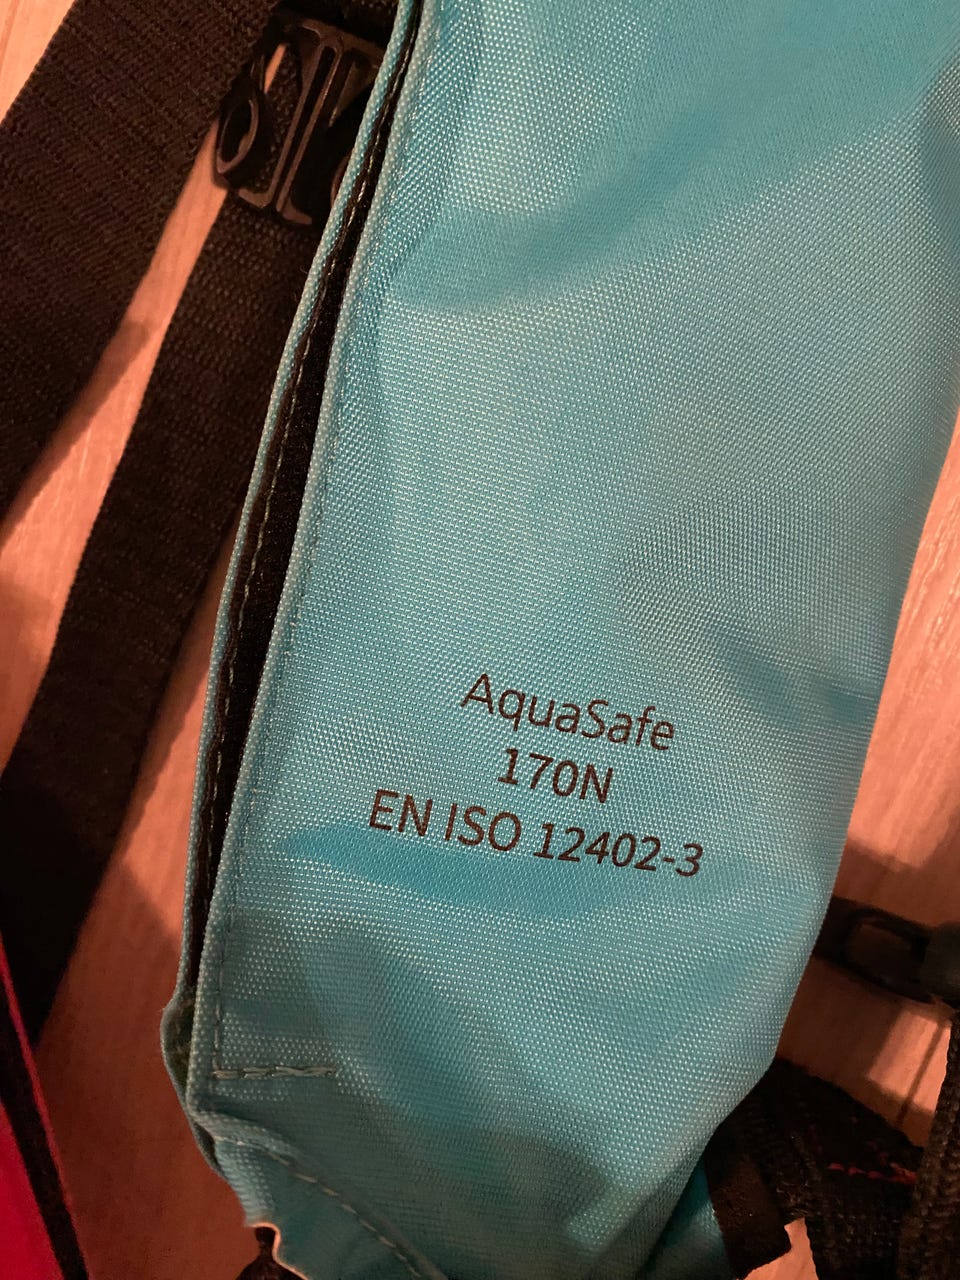 AquaSafe
170N
EN ISO 12402-3